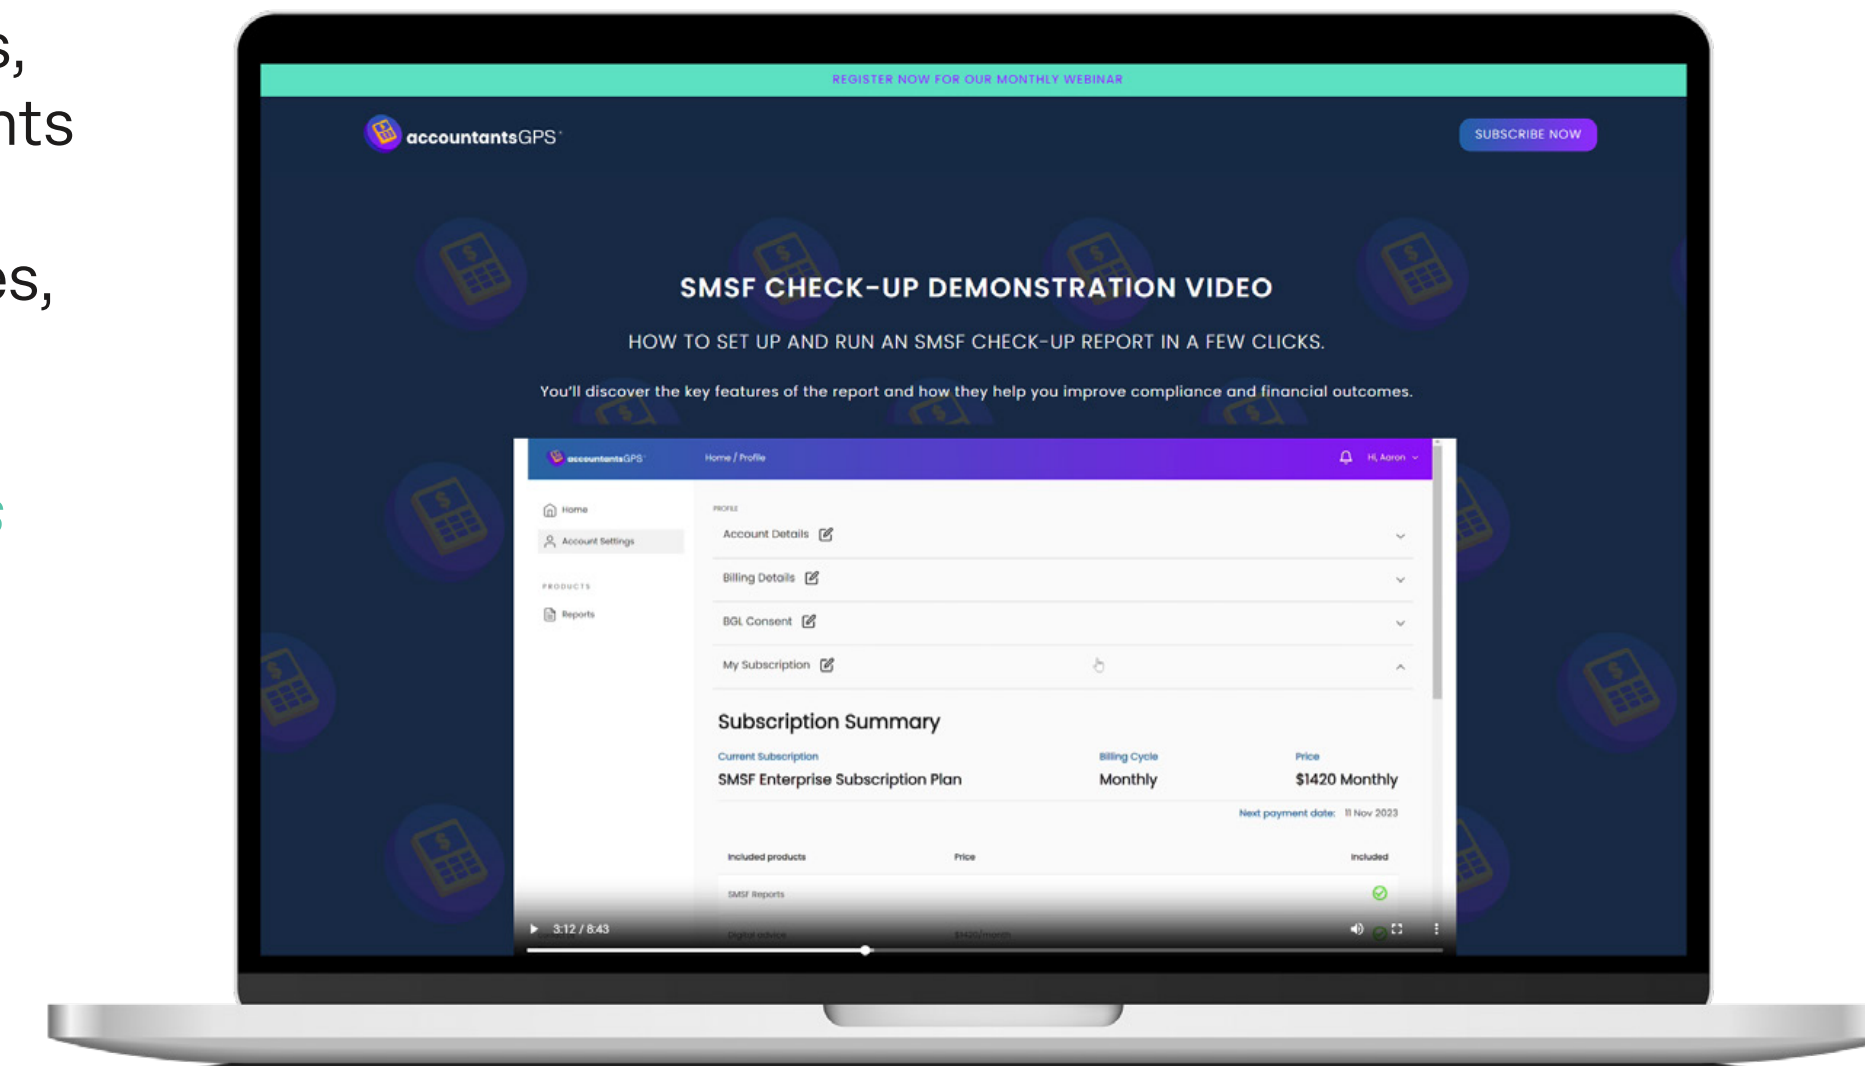 s,
nts
es,
s
REGISTER NOW FOR OUR MONTHLY WEBINAR
accountantsGPS
SUBSCRIBE NOW
SMSF CHECK-UP DEMONSTRATION VIDEO
HOW TO SET UP AND RUN AN SMSF CHECK-UP REPORT IN A FEW CLICKS.
You'll discover the key features of the report and how they help you improve compliance and financial outcomes.
accountantsGPS
Home / Profile
Hi, Aaron
Home
Account Settings
PRODUCTS
Reports
PROFILE
Account Details
Billing Details
BGL Consent
My Subscription
Subscription Summary
Current Subscription
Billing Cycle
Price
SMSF Enterprise Subscription Plan
Monthly
$1420 Monthly
Next payment date: 11 Nov 2023
Included products
Price
Included
SMSF Reports
Digital advice
$1420/month
3:12 / 8:43